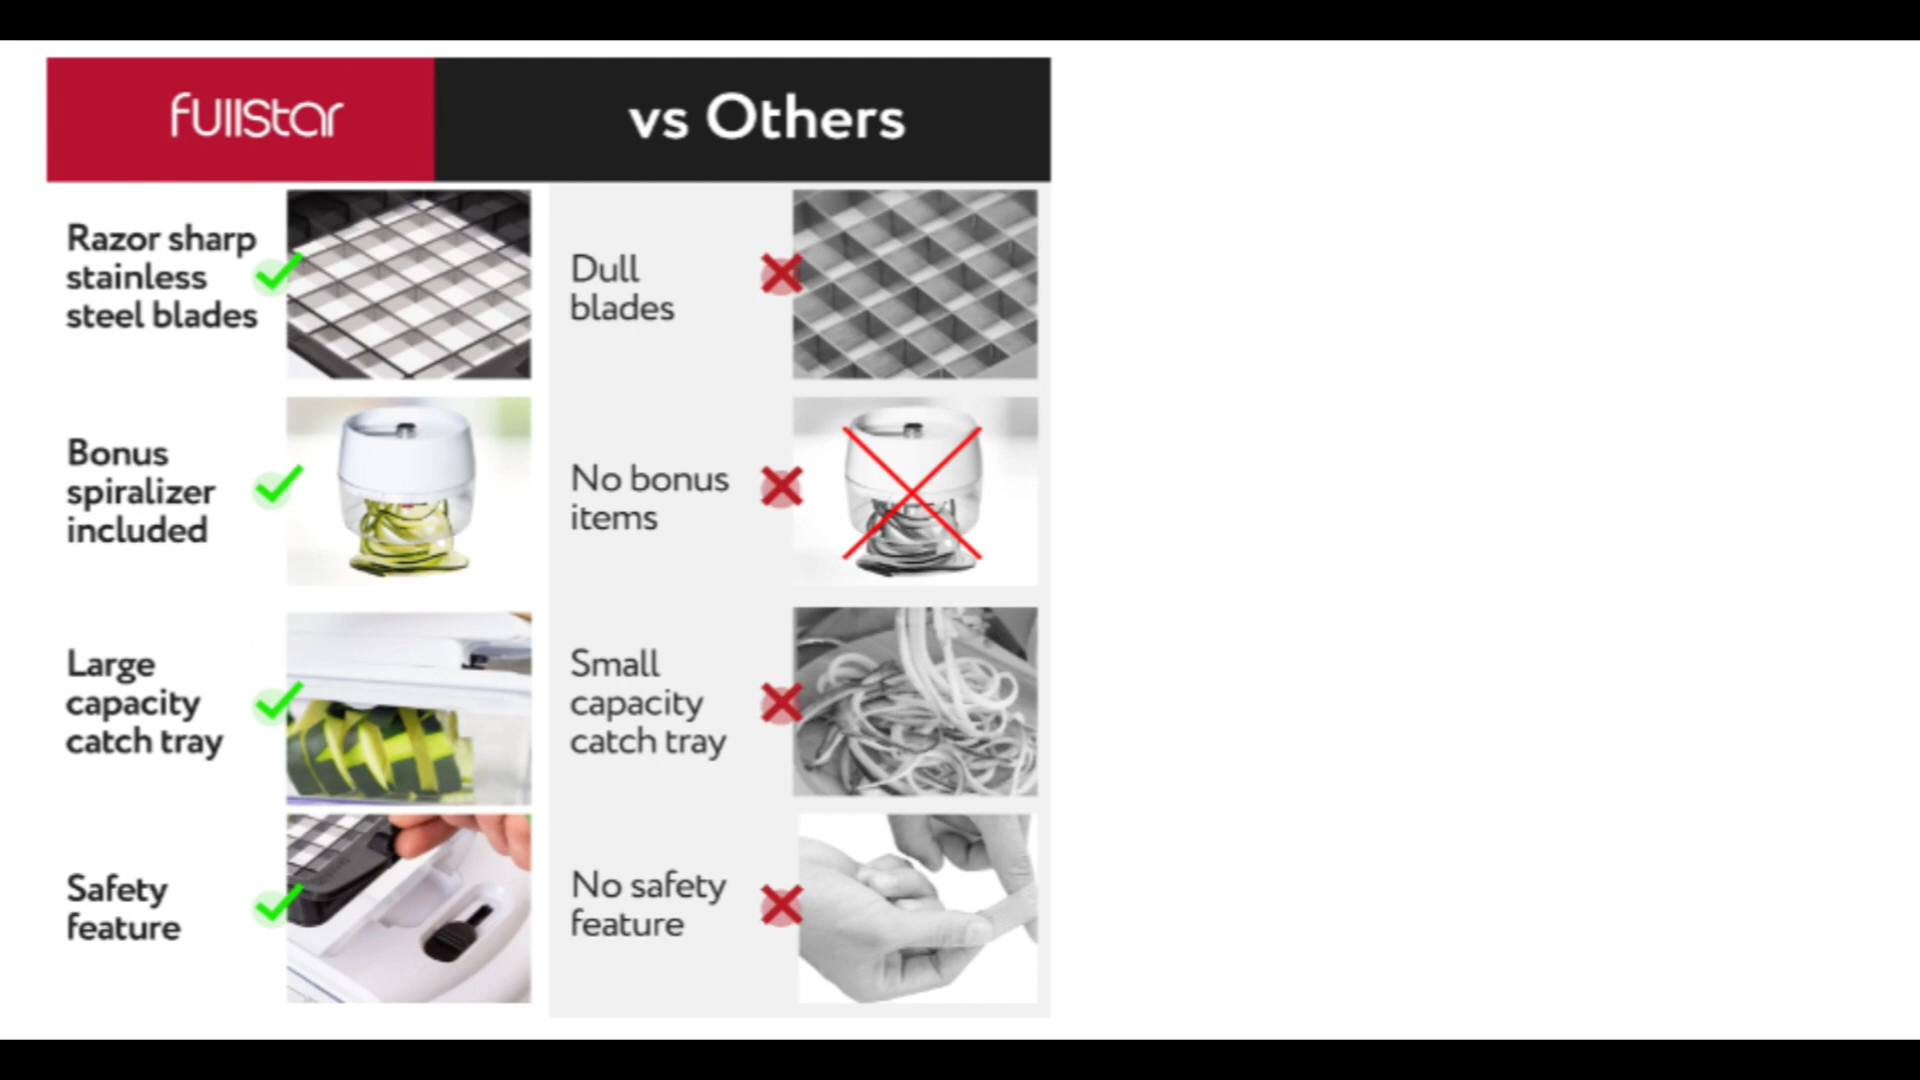 fullstar
vs Others
Razor sharp
stainless
steel blades
Dull
blades
Bonus
spiralizer
included
No bonus
items
Large
capacity
catch tray
Small
capacity
catch tray
Safety
feature
No safety
feature